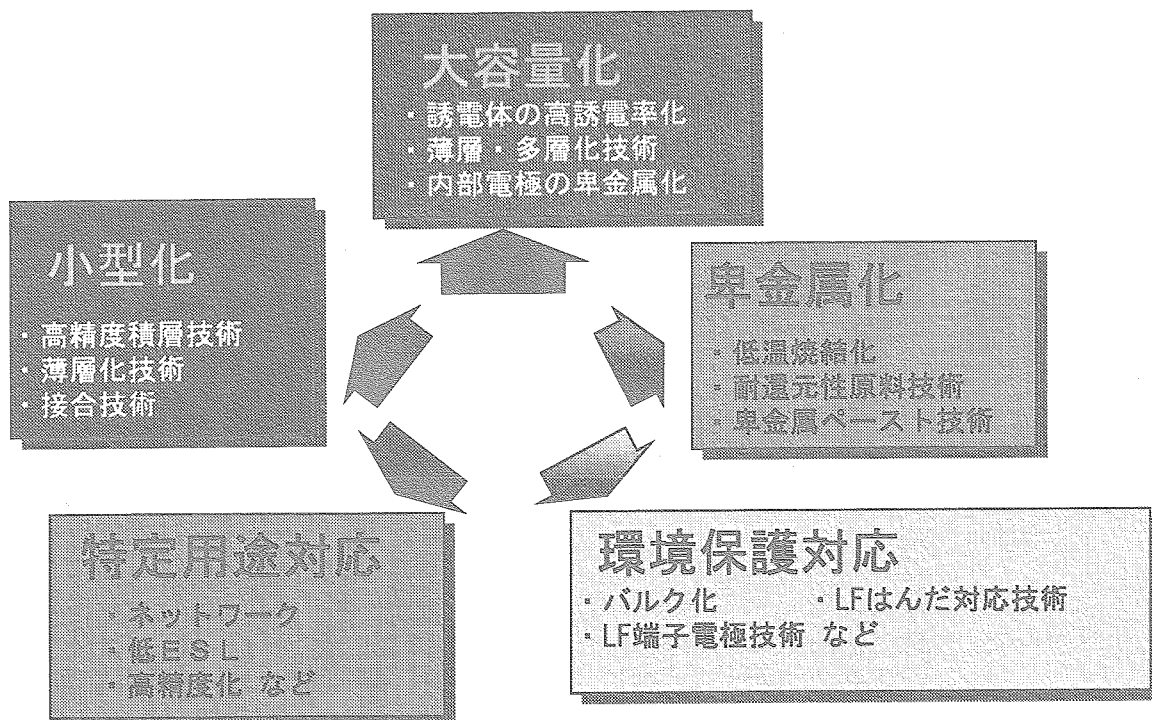 大容量化
・誘電体の高誘電率化
・薄層・多層化技術
・内部電極の卑金属化
小型化
・高精度積層技術
・薄層化技術
・接合技術
卑金属化
・低温焼結化
・耐還元性原料技術
・卑金属ペースト技術
特定用途対応
・ネットワーク
・低ESL
・高精度化 など
環境保護対応
・バルク化 ・LFはんだ対応技術
・LF端子電極技術 など